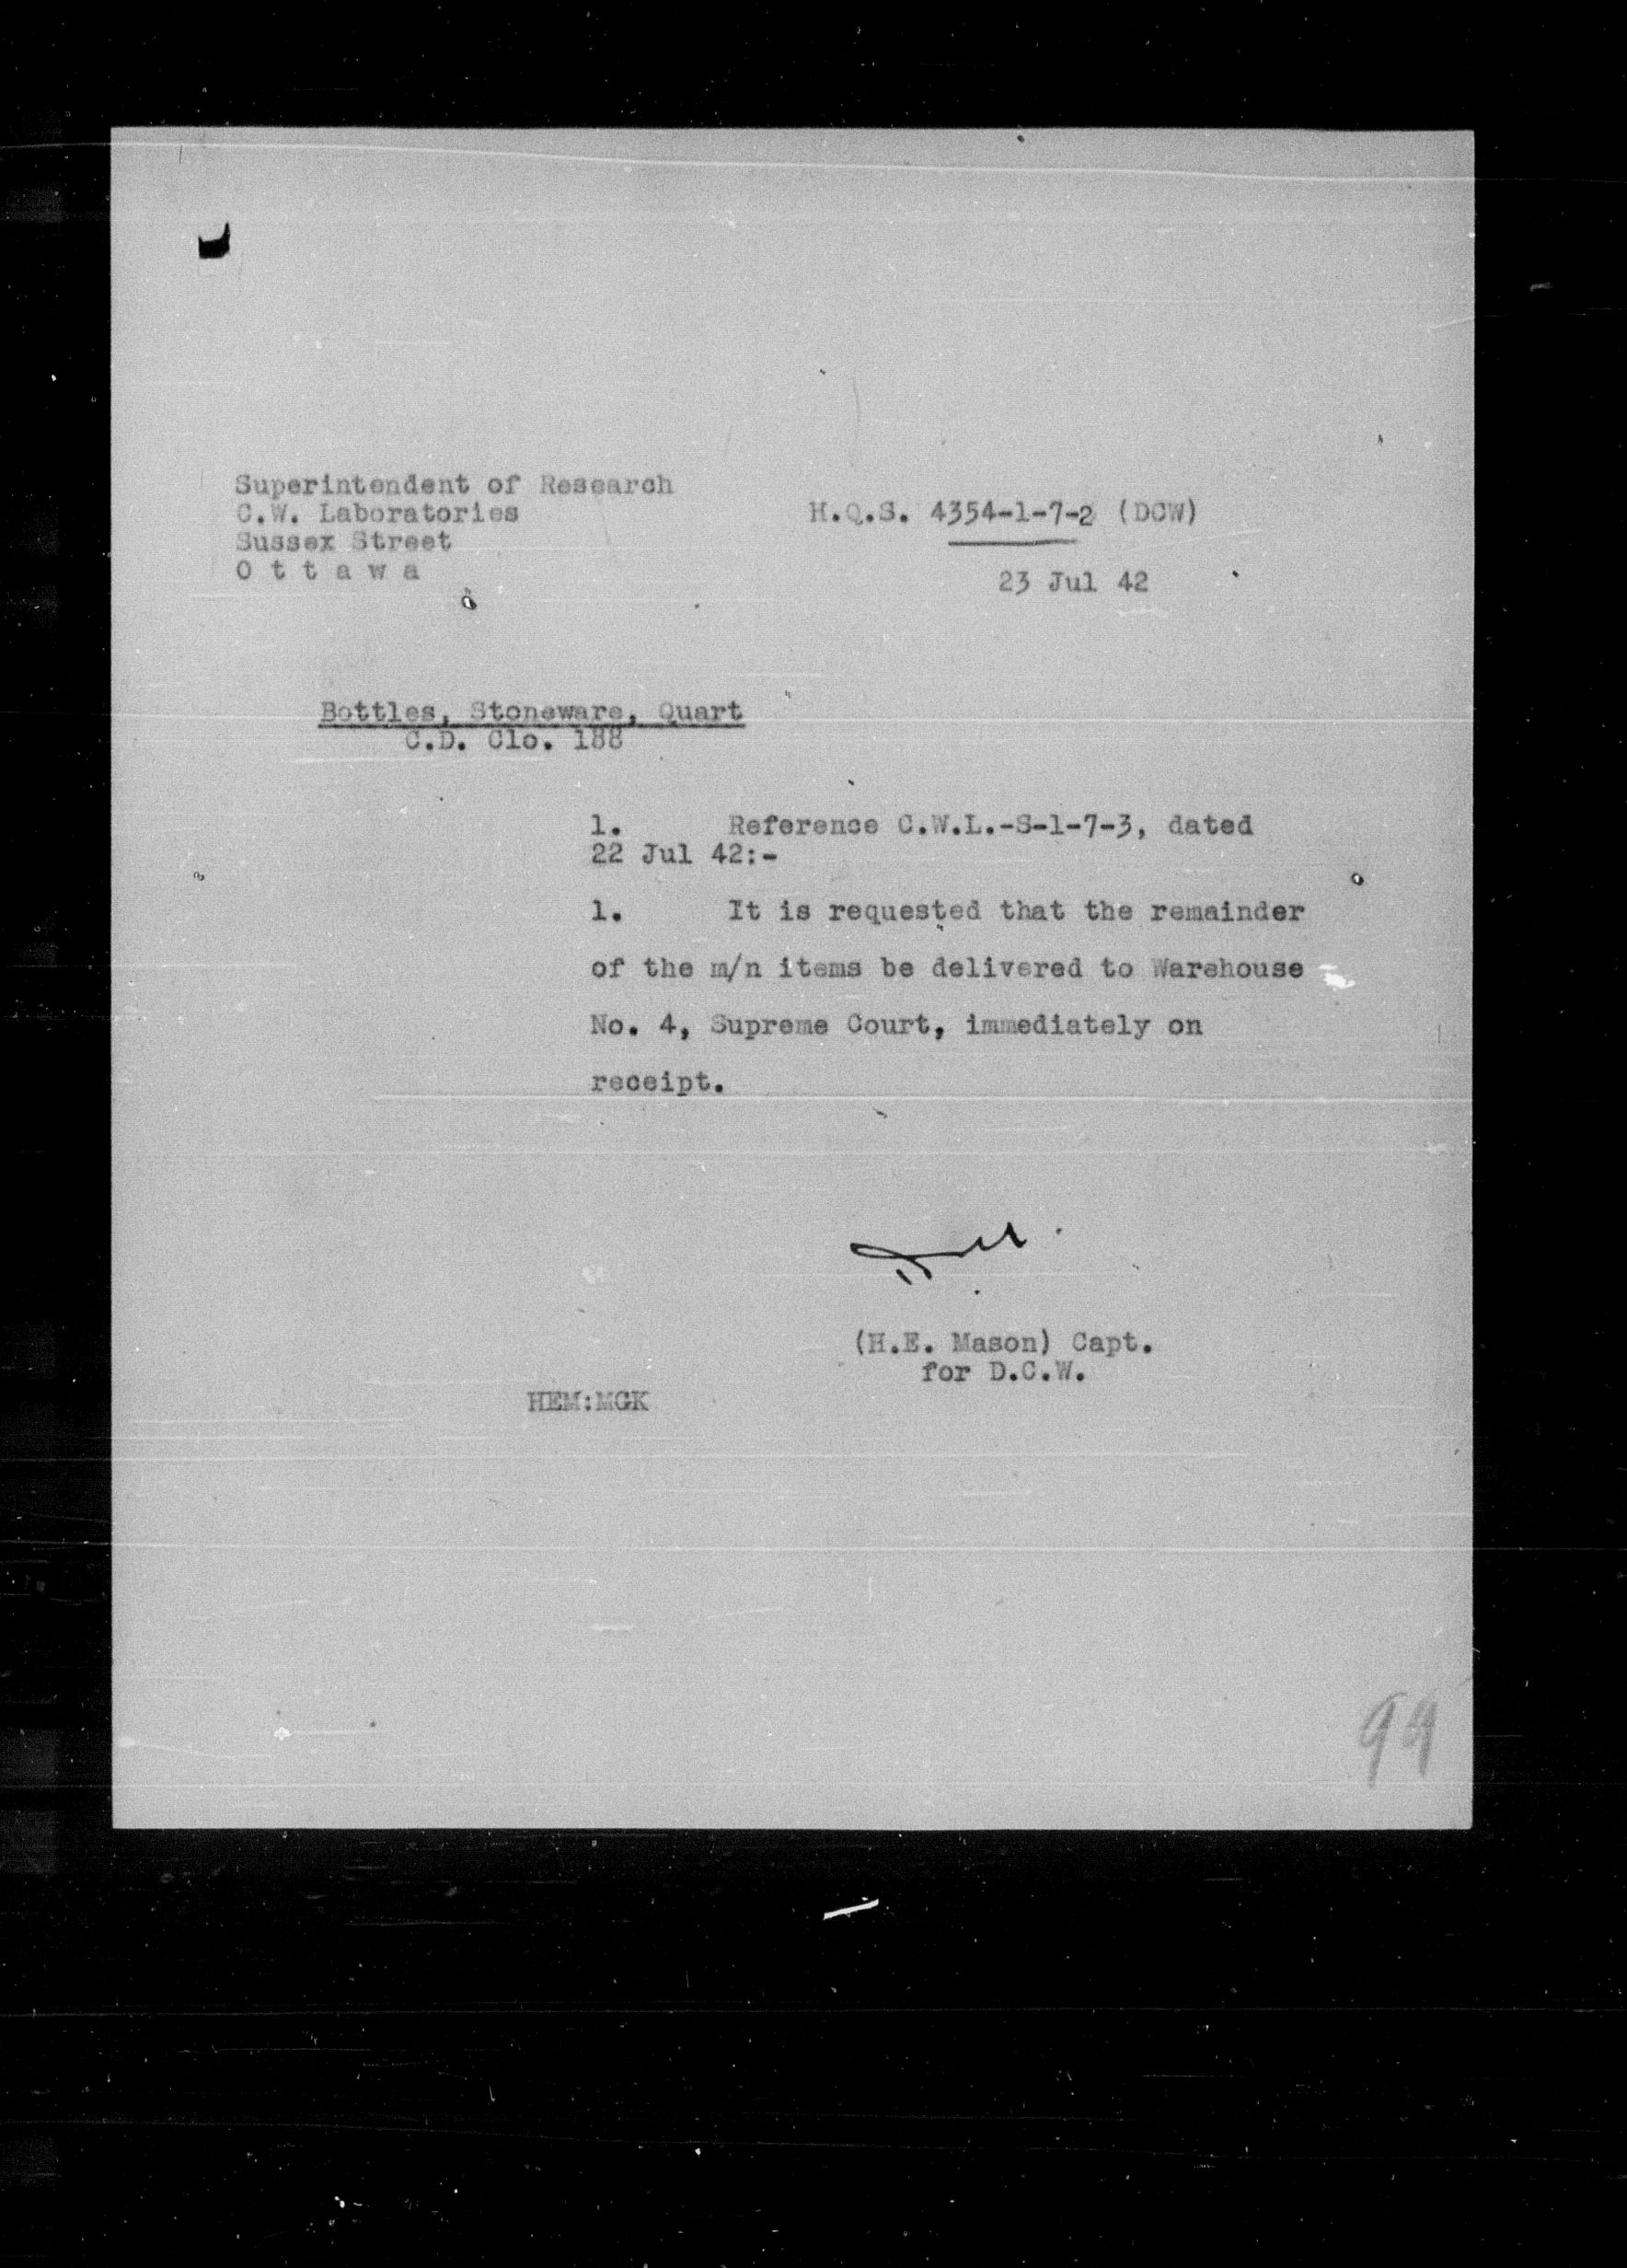 Superintendent of Research
C.W. Laboratories
Sussex Street
O t t a w a
H.Q.S. 4354-1-7-2 (DCW)
23 Jul 42
Bottles, Stoneware, Quart
C.D. Clo. 188
1. Reference C.W.L.-S-1-7-3, dated
22 Jul 42:-
1. It is requested that the remainder
of the m/n items be delivered to Warehouse
No. 4, Supreme Court, immediately on
receipt.
(H.E. Mason) Capt.
for D.C.W.
HEM:MGK
99